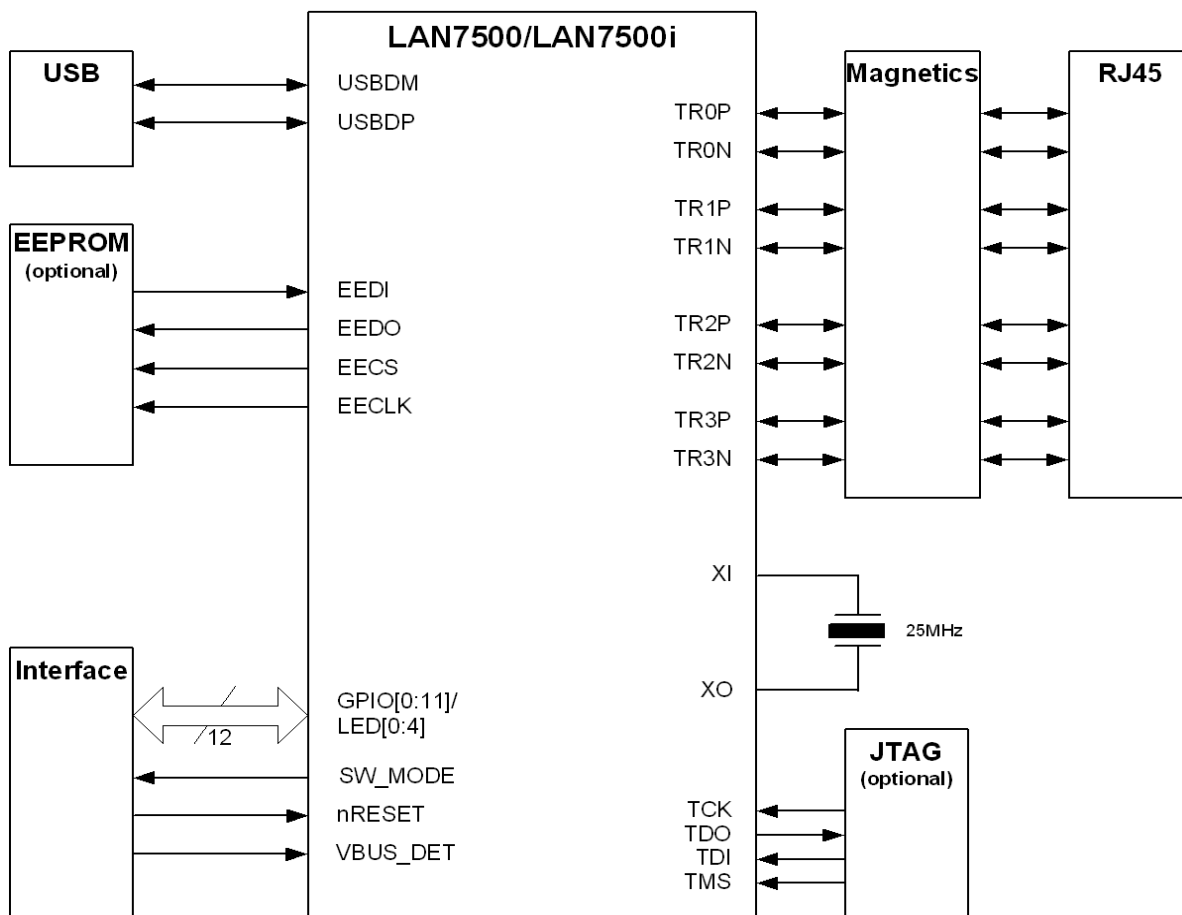 LAN7500/LAN7500i
USB
USBDM
USBDP
EEPROM
(optional)
EEDI
EEDO
EECS
EECLK
Interface
GPIO[0:11]/
LED[0:4]
12
SW_MODE
nRESET
VBUS_DET
TR0P
TR0N
TR1P
TR1N
TR2P
TR2N
TR3P
TR3N
Magnetics
RJ45
XI
25MHz
XO
JTAG
(optional)
TCK
TDO
TDI
TMS